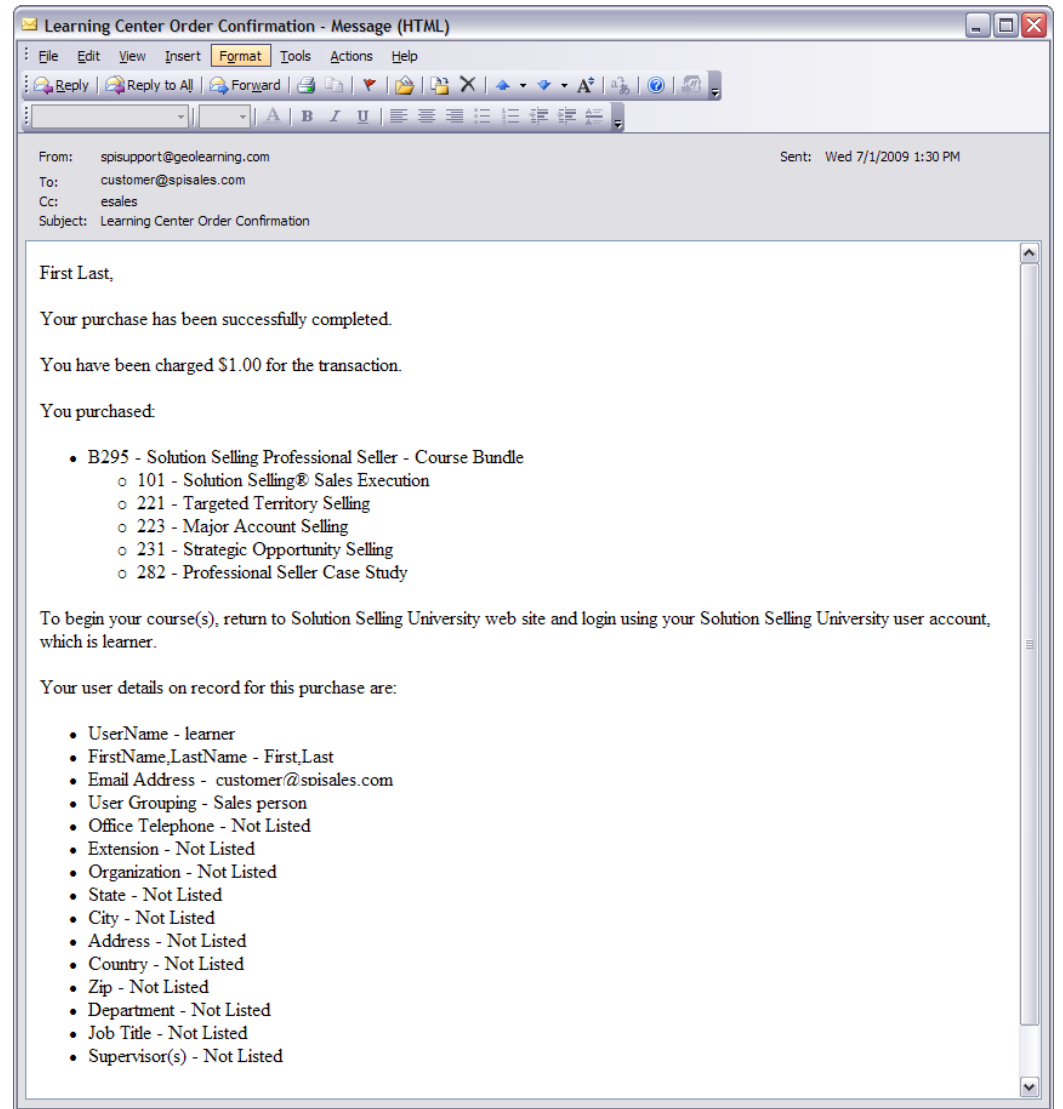 Learning Center Order Confirmation - Message (HTML)
File Edit View Insert Format Tools Actions Help
Reply Reply to All Forward
A B I U
From: spisupport@geolearning.com Sent: Wed 7/1/2009 1:30 PM
To: customer@spisales.com
Cc: esales
Subject: Learning Center Order Confirmation
First Last,
Your purchase has been successfully completed.
You have been charged $1.00 for the transaction.
You purchased:
• B295 - Solution Selling Professional Seller - Course Bundle
o 101 - Solution Selling® Sales Execution
o 221 - Targeted Territory Selling
o 223 - Major Account Selling
o 231 - Strategic Opportunity Selling
o 282 - Professional Seller Case Study
To begin your course(s), return to Solution Selling University web site and login using your Solution Selling University user account,
which is learner.
Your user details on record for this purchase are:
• UserName - learner
• FirstName,LastName - First,Last
• Email Address - customer@spisales.com
• User Grouping - Sales person
• Office Telephone - Not Listed
• Extension - Not Listed
• Organization - Not Listed
• State - Not Listed
• City - Not Listed
• Address - Not Listed
• Country - Not Listed
• Zip - Not Listed
• Department - Not Listed
• Job Title - Not Listed
• Supervisor(s) - Not Listed